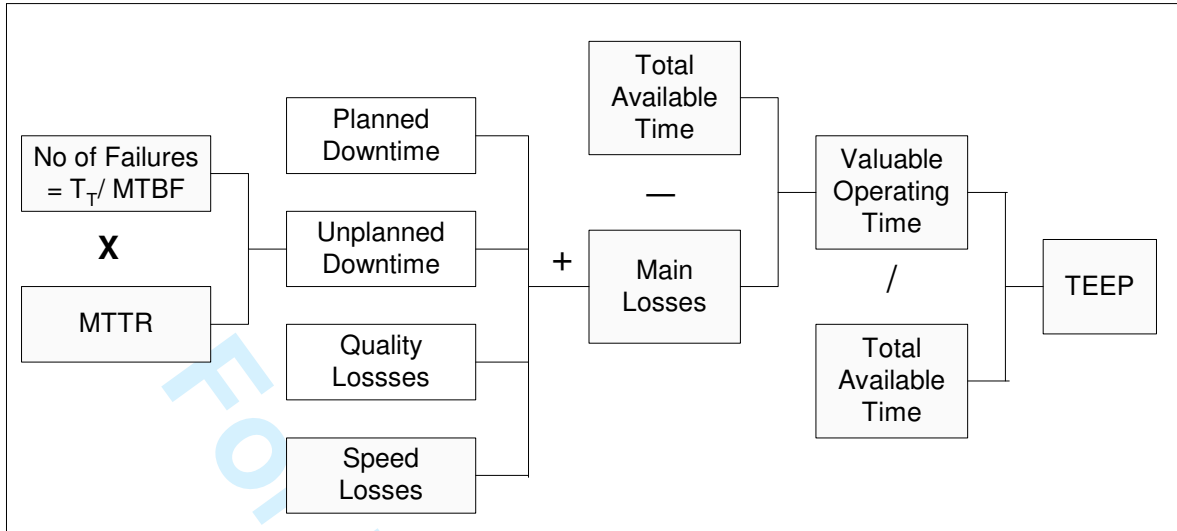 No of Failures
= T_T/ MTBF
X
MTTR
Planned
Downtime
Unplanned
Downtime
Quality
Lossses
Speed
Losses
+
Total
Available
Time
—
Main
Losses
Valuable
Operating
Time
/
Total
Available
Time
TEEP
For